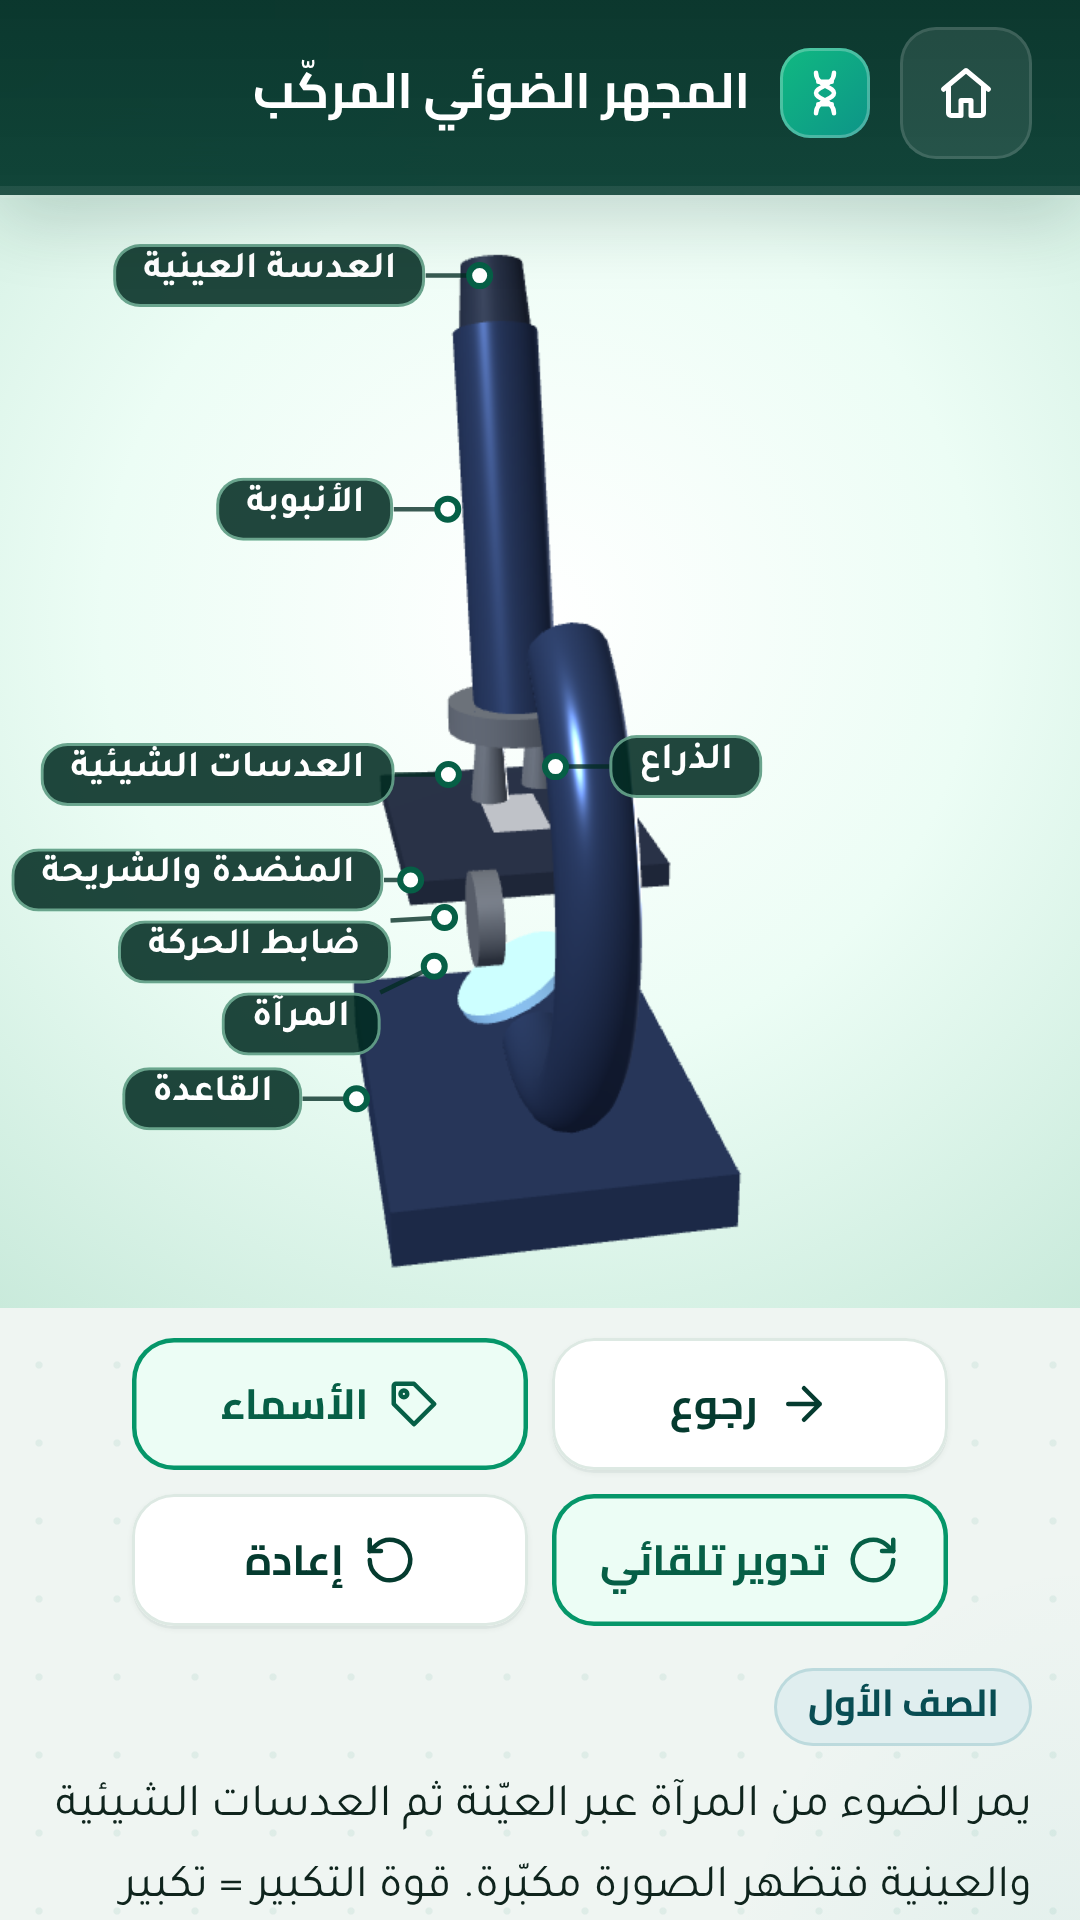 المجهر الضوئي المركّب
العدسة العينية
الأنبوبة
الذراع
العدسات الشيئية
المنضدة والشريحة
ضابط الحركة
المرآة
القاعدة
رجوع
الأسماء
تدوير تلقائي
إعادة
الصف الأول
يمر الضوء من المرآة عبر العيّنة ثم العدسات الشيئية
والعينية فتظهر الصورة مكبّرة. قوة التكبير = تكبير